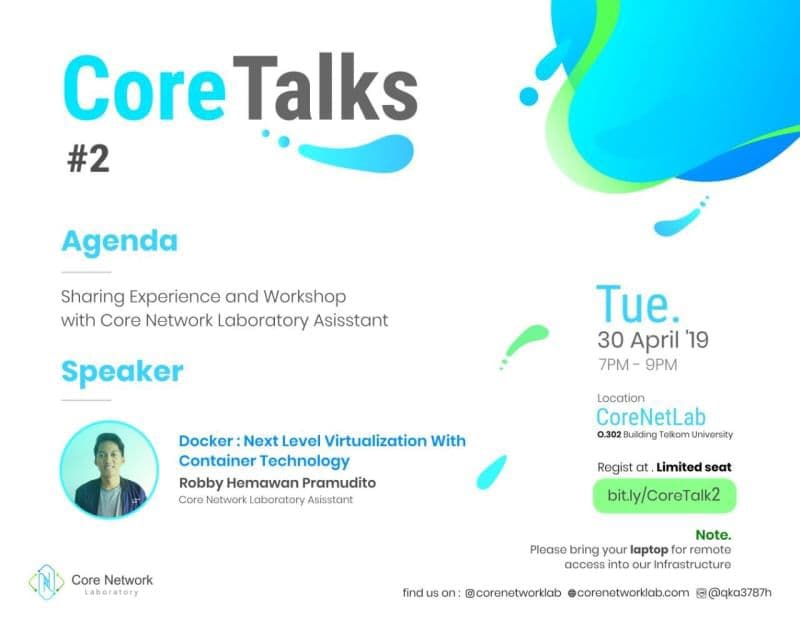 Core Talks
#2
Agenda
Sharing Experience and Workshop
with Core Network Laboratory Asisstant
Speaker
Docker : Next Level Virtualization With
Container Technology
Robby Hemawan Pramudito
Core Network Laboratory Asisstant
Tue.
30 April '19
7PM - 9PM
Location
CoreNetLab
O.302 Building Telkom University
Regist at . Limited seat
bit.ly/CoreTalk2
Note.
Please bring your laptop for remote
access into our Infrastructure
Core Network
Laboratory
find us on : corenetworklab corenetworklab.com @qka3787h